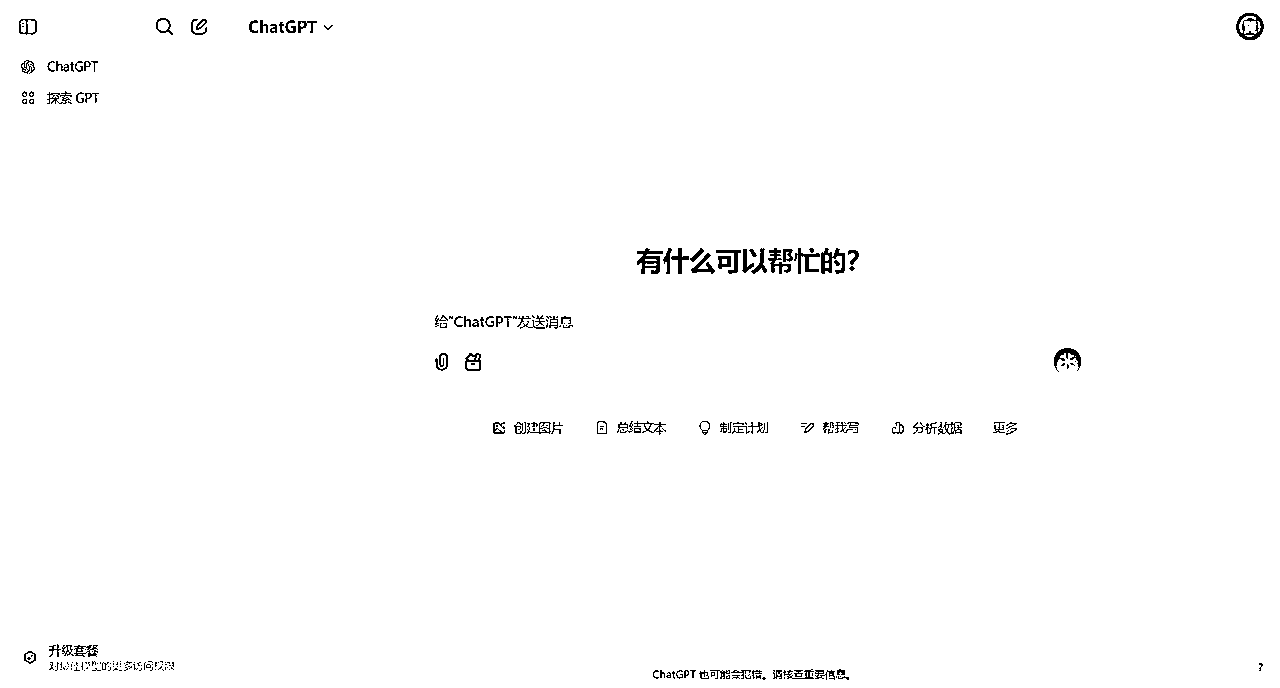 ChatGPT
ChatGPT
探索 GPT
有什么可以帮忙的?
给"ChatGPT"发送消息
创建图片 总结文本 制定计划 帮我写 分析数据 更多
升级套餐
对最佳模型的更多访问权限
ChatGPT 也可能会犯错。请核查重要信息。
?